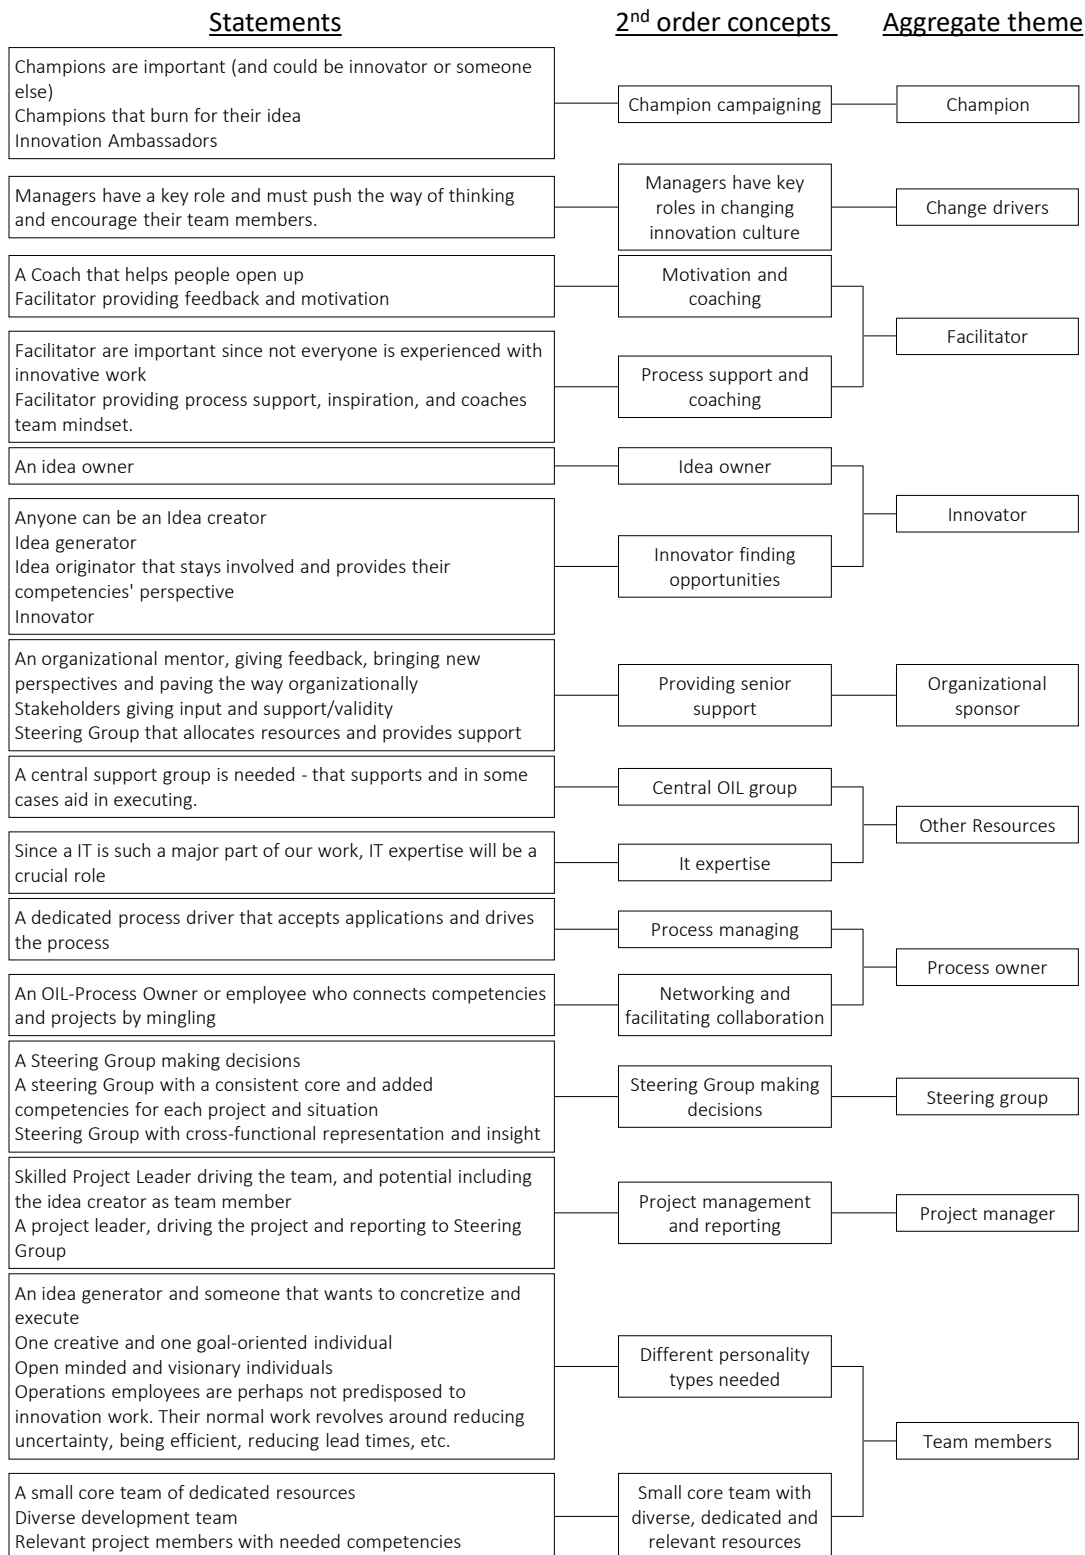 Statements
2nd order concepts
Aggregate theme
Champions are important (and could be innovator or someone
else)
Champions that burn for their idea
Innovation Ambassadors
Champion campaigning
Champion
Managers have a key role and must push the way of thinking
and encourage their team members.
Managers have key
roles in changing
innovation culture
Change drivers
A Coach that helps people open up
Facilitator providing feedback and motivation
Motivation and
coaching
Facilitator are important since not everyone is experienced with
innovative work
Facilitator providing process support, inspiration, and coaches
team mindset.
Process support and
coaching
Facilitator
An idea owner
Idea owner
Anyone can be an Idea creator
Idea generator
Idea originator that stays involved and provides their
competencies' perspective
Innovator
Innovator finding
opportunities
Innovator
An organizational mentor, giving feedback, bringing new
perspectives and paving the way organizationally
Stakeholders giving input and support/validity
Steering Group that allocates resources and provides support
Providing senior
support
Organizational
sponsor
A central support group is needed - that supports and in some
cases aid in executing.
Central OIL group
Since a IT is such a major part of our work, IT expertise will be a
crucial role
It expertise
Other Resources
A dedicated process driver that accepts applications and drives
the process
Process managing
An OIL-Process Owner or employee who connects competencies
and projects by mingling
Networking and
facilitating collaboration
Process owner
A Steering Group making decisions
A steering Group with a consistent core and added
competencies for each project and situation
Steering Group with cross-functional representation and insight
Steering Group making
decisions
Steering group
Skilled Project Leader driving the team, and potential including
the idea creator as team member
A project leader, driving the project and reporting to Steering
Group
Project management
and reporting
Project manager
An idea generator and someone that wants to concretize and
execute
One creative and one goal-oriented individual
Open minded and visionary individuals
Operations employees are perhaps not predisposed to
innovation work. Their normal work revolves around reducing
uncertainty, being efficient, reducing lead times, etc.
Different personality
types needed
A small core team of dedicated resources
Diverse development team
Relevant project members with needed competencies
Small core team with
diverse, dedicated and
relevant resources
Team members